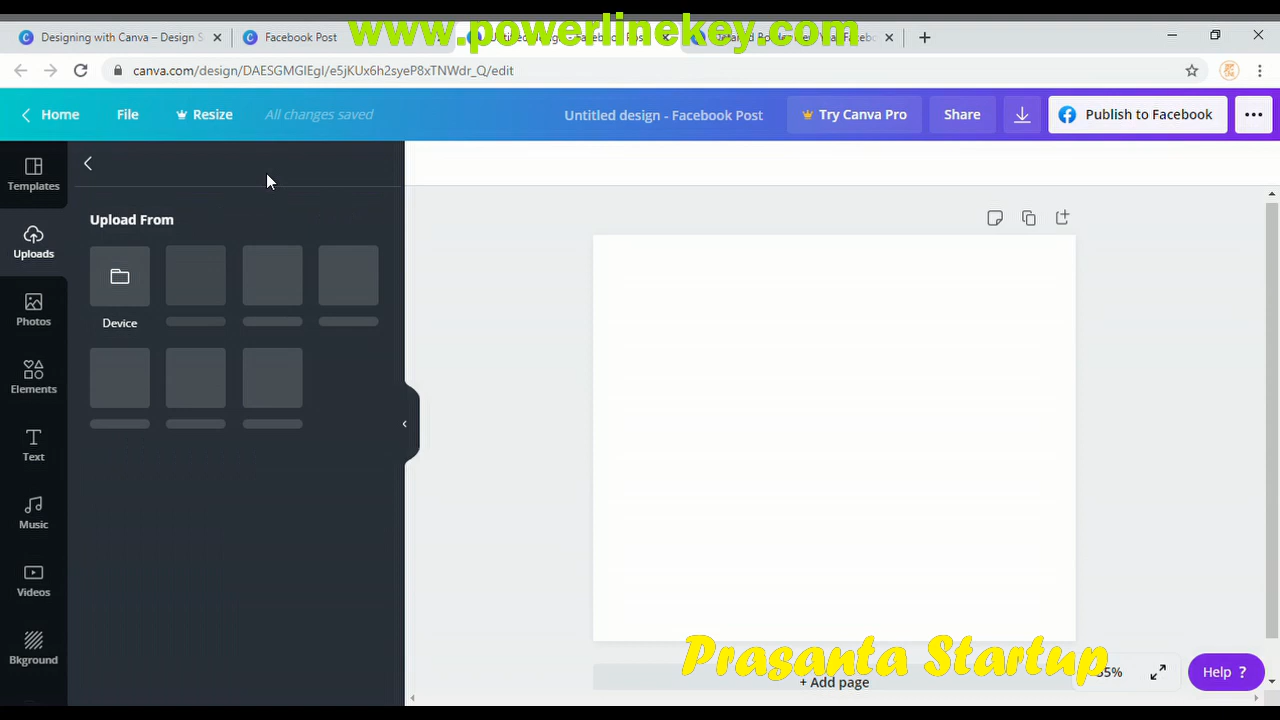 www.powerlinekey.com
Designing with Canva – Design S
Facebook Post
canva.com/design/DAESGMGIEgI/e5jKUx6h2syeP8xTNWdr_Q/edit
Home
File
Resize
All changes saved
Untitled design - Facebook Post
Try Canva Pro
Share
Publish to Facebook
Templates
Uploads
Photos
Elements
Text
Music
Videos
Bkground
Upload From
Device
Prasanta Startup
+ Add page
Help ?